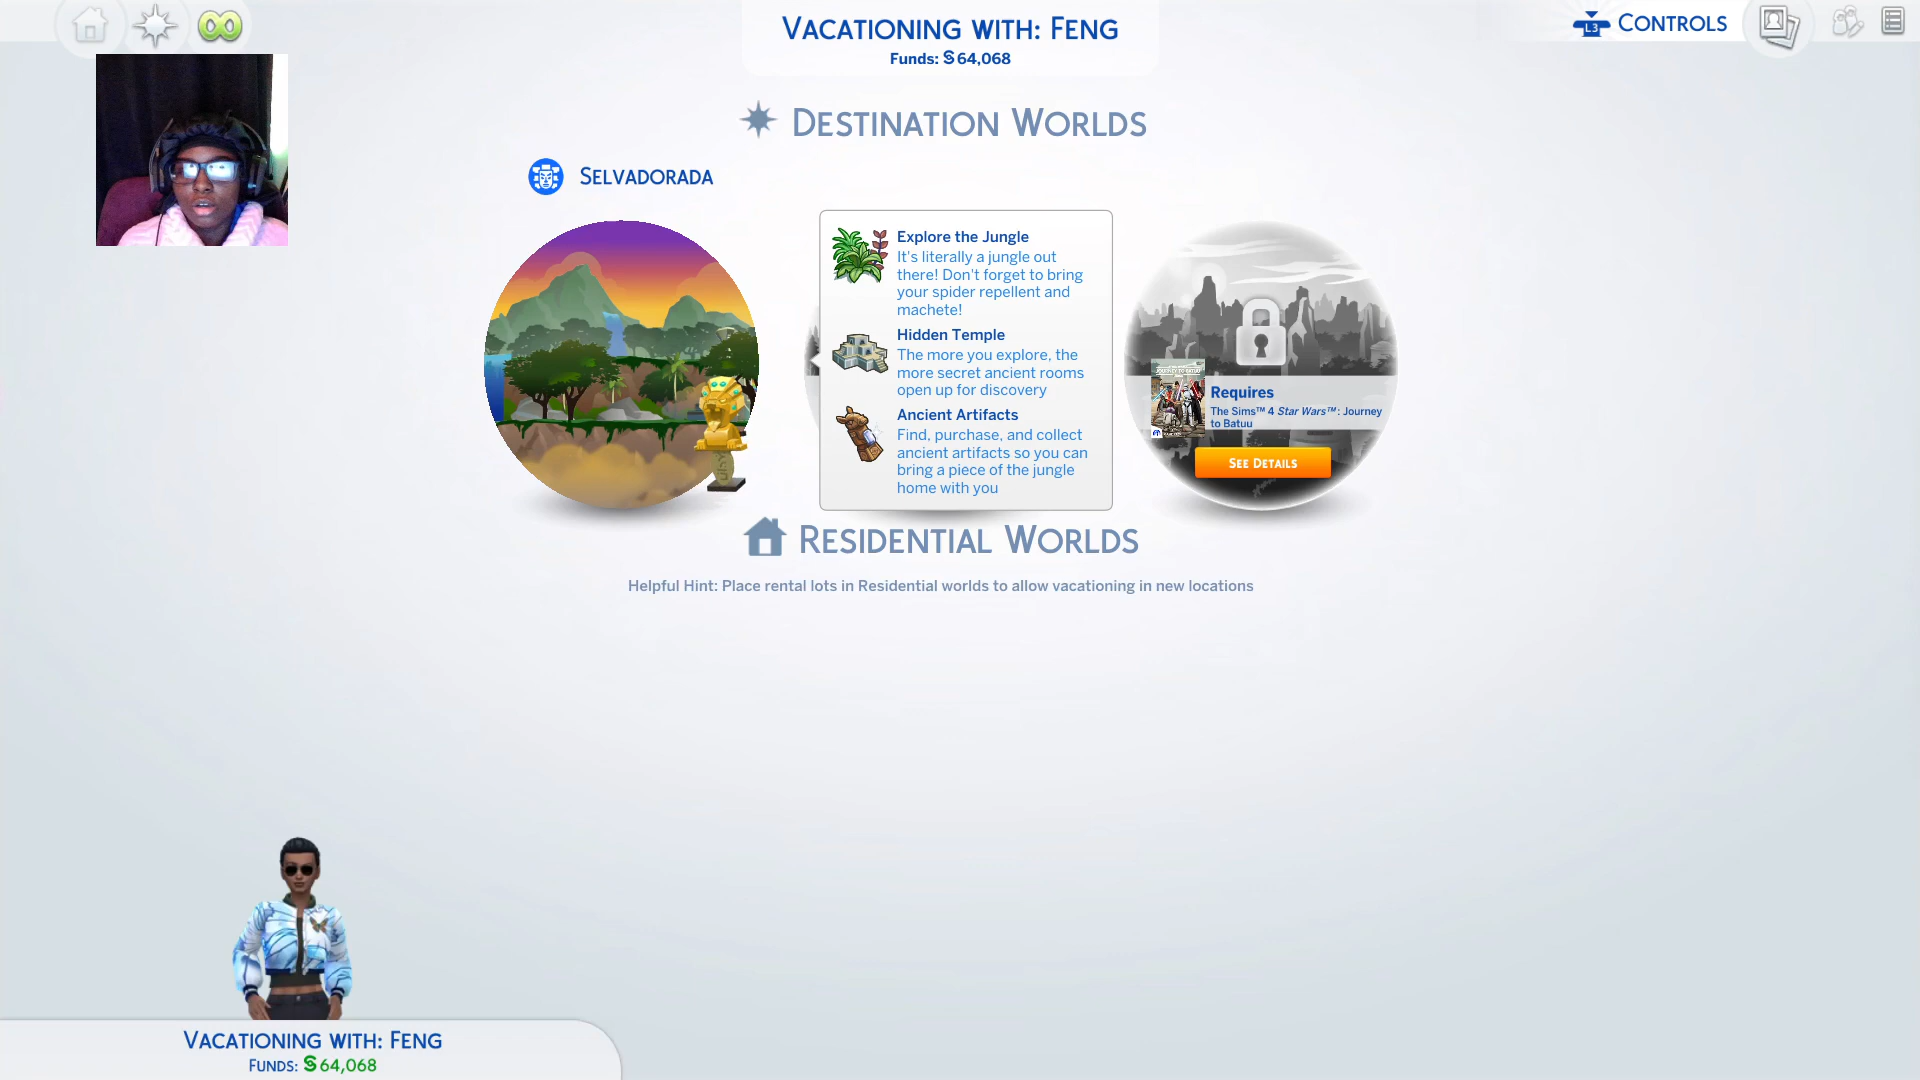 VACATIONING WITH: FENG
Funds: §64,068
L3 CONTROLS
DESTINATION WORLDS
SELVADORADA
Explore the Jungle
It's literally a jungle out
there! Don't forget to bring
your spider repellent and
machete!
Hidden Temple
The more you explore, the
more secret ancient rooms
open up for discovery
Ancient Artifacts
Find, purchase, and collect
ancient artifacts so you can
bring a piece of the jungle
home with you
JOURNEY TO BATUU
Requires
The Sims™ 4 Star Wars™: Journey
to Batuu
SEE DETAILS
RESIDENTIAL WORLDS
Helpful Hint: Place rental lots in Residential worlds to allow vacationing in new locations
VACATIONING WITH: FENG
FUNDS: §64,068